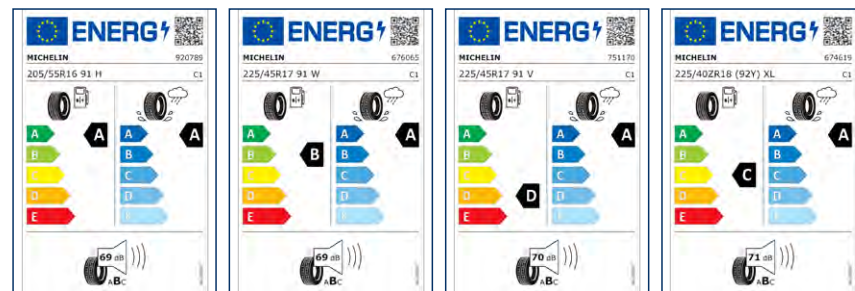 ENERG
MICHELIN 920789
205/55R16 91 H C1
A
A
A A
B B
C C
D D
E E
69 dB
ABC
ENERG
MICHELIN 676065
225/45R17 91 W C1
B
A
A A
B B
C C
D D
E E
69 dB
ABC
ENERG
MICHELIN 751170
225/45R17 91 V C1
D
A
A A
B B
C C
D D
E E
70 dB
ABC
ENERG
MICHELIN 674619
225/40ZR18 (92Y) XL C1
C
A
A A
B B
C C
D D
E E
71 dB
ABC